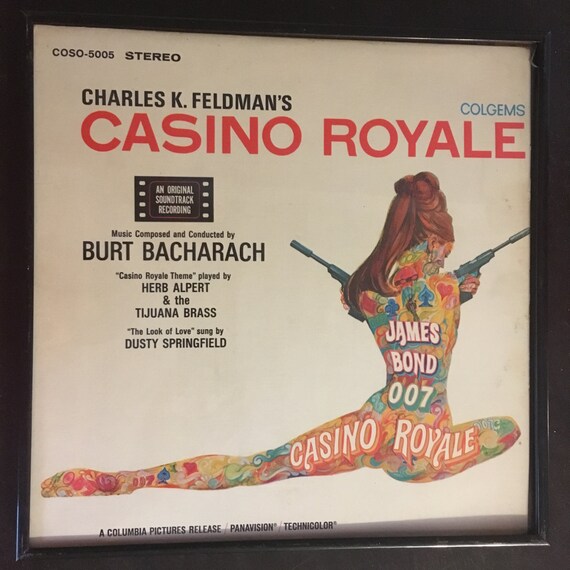 COSO-5005 STEREO
CHARLES K. FELDMAN'S
COLGEMS
CASINO ROYALE
AN ORIGINAL
SOUNDTRACK
RECORDING
Music Composed and Conducted by
BURT BACHARACH
"Casino Royale Theme" played by
HERB ALPERT
& the
TIJUANA BRASS
"The Look of Love" sung by
DUSTY SPRINGFIELD
JAMES
BOND
007
CASINO ROYALE
A COLUMBIA PICTURES RELEASE / PANAVISION® / TECHNICOLOR®